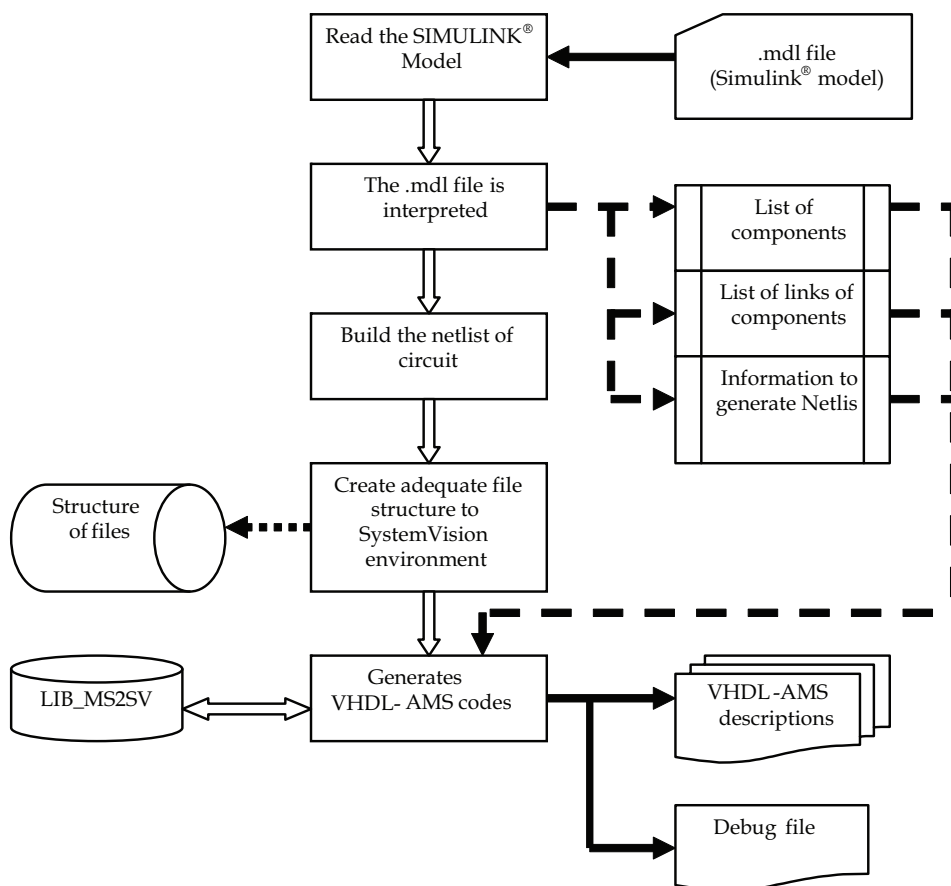 Read the SIMULINK®
Model
.mdl file
(Simulink® model)
The .mdl file is
interpreted
List of
components
List of links of
components
Build the netlist of
circuit
Information to
generate Netlis
Create adequate file
structure to
SystemVision
environment
Structure
of files
Generates
VHDL- AMS codes
LIB_MS2SV
VHDL-AMS
descriptions
Debug file